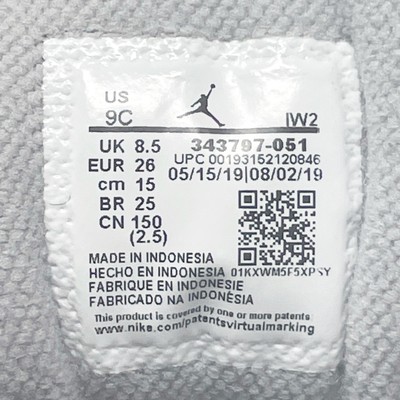 US
9C IW2
UK 8.5 343797-051
UPC 00193152120846
EUR 26 05/15/19|08/02/19
cm 15
BR 25
CN 150
(2.5)
MADE IN INDONESIA
HECHO EN INDONESIA 01KXWM5F5XPSY
FABRIQUE EN INDONESIE
FABRICADO NA INDONÉSIA
This product is covered by one or more patents:
www.nike.com/patentsvirtualmarking